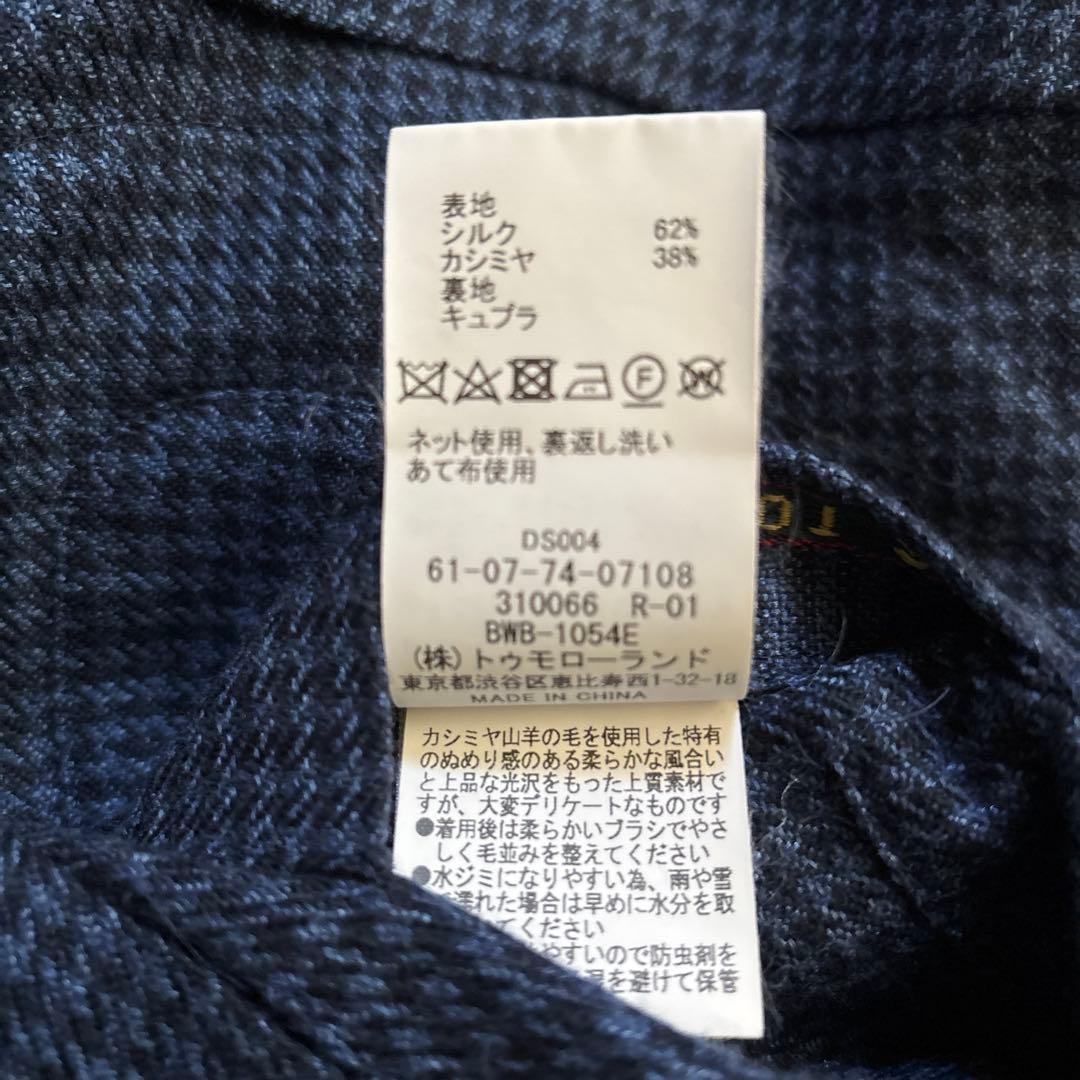 表地
シルク 62%
カシミヤ 38%
裏地
キュプラ
F W
ネット使用、裏返し洗い
あて布使用
DS004
61-07-74-07108
310066 R-01
BWB-1054E
(株)トゥモローランド
東京都渋谷区恵比寿西1-32-18
MADE IN CHINA
カシミヤ山羊の毛を使用した特有
のぬめり感のある柔らかな風合い
と上品な光沢をもった上質素材で
すが、大変デリケートなものです
●着用後は柔らかいブラシでやさ
しく毛並みを整えてください
●水ジミになりやすい為、雨や雪
濡れた場合は早めに水分を取
てください
やすいので防虫剤を
を避けて保管
TO